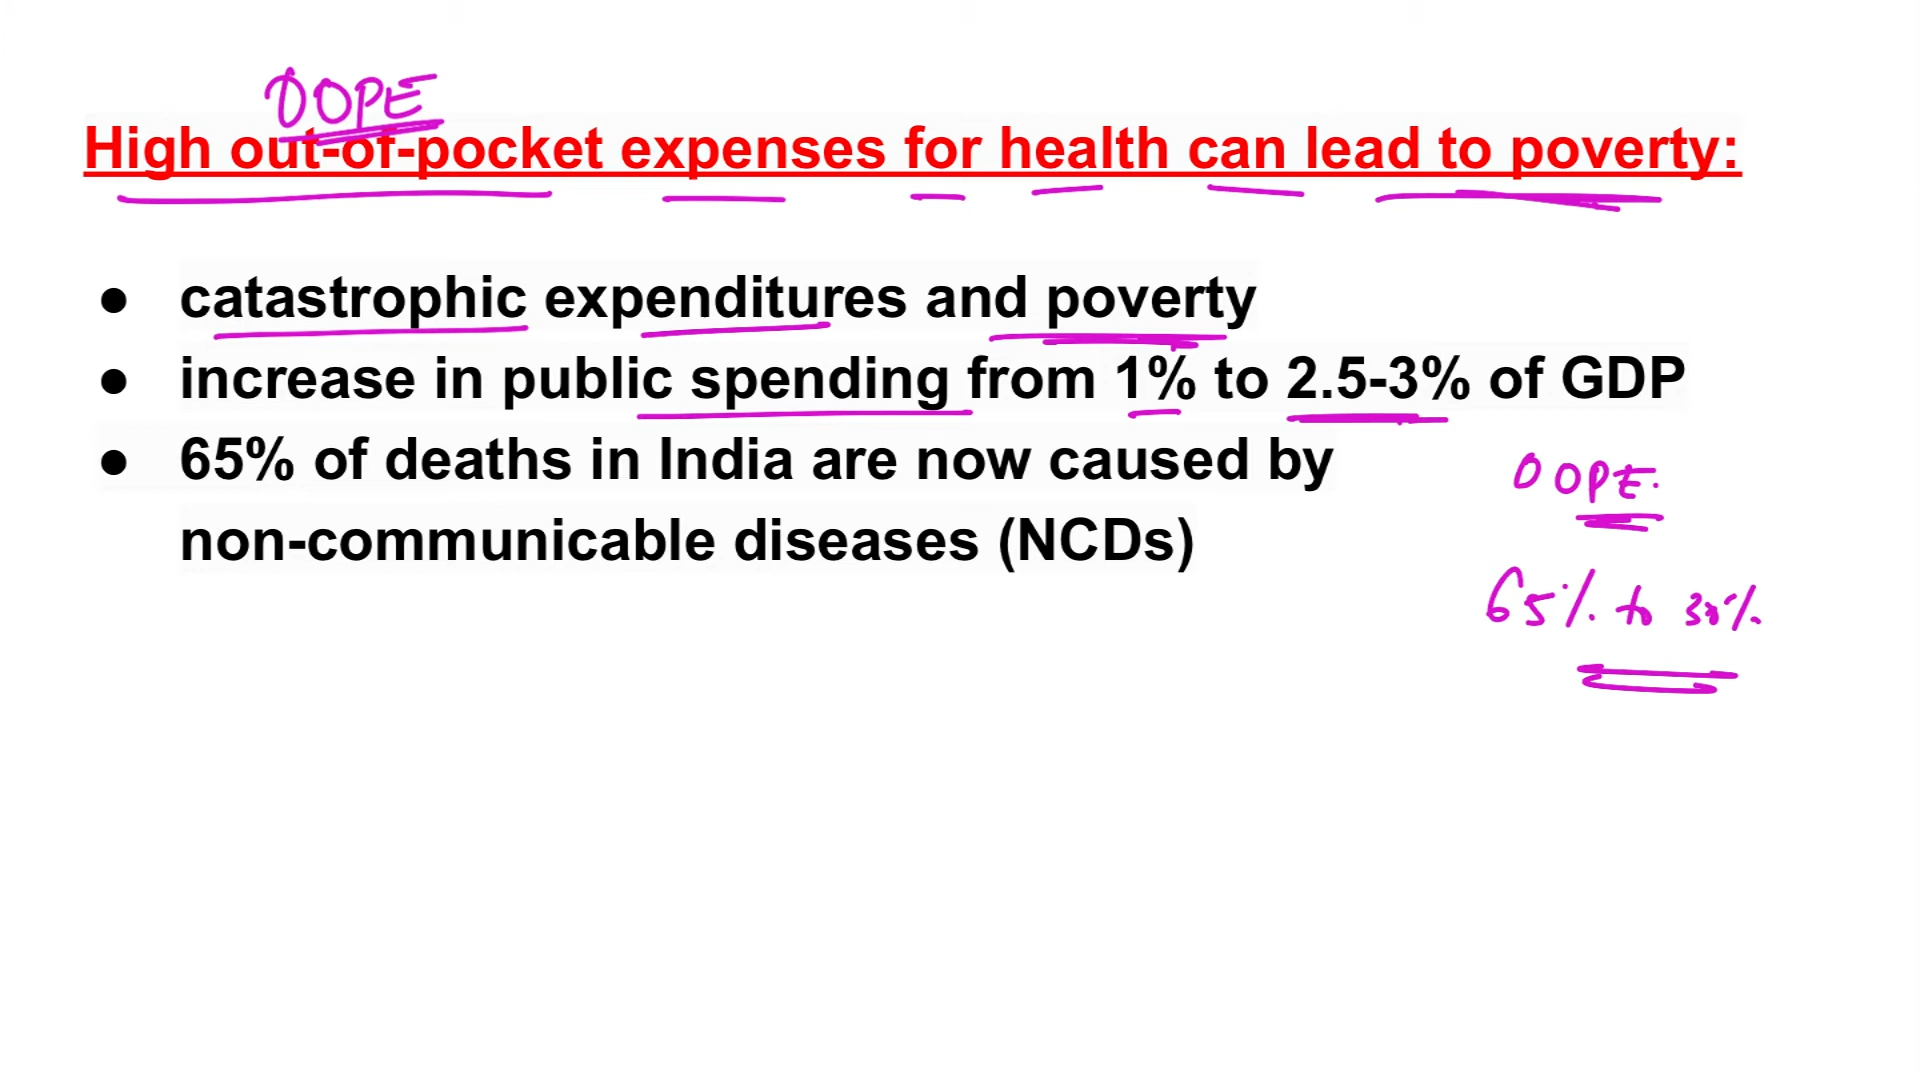 OOPE
High out-of-pocket expenses for health can lead to poverty:
● catastrophic expenditures and poverty
● increase in public spending from 1% to 2.5-3% of GDP
● 65% of deaths in India are now caused by
non-communicable diseases (NCDs)
OOPE.
65% to